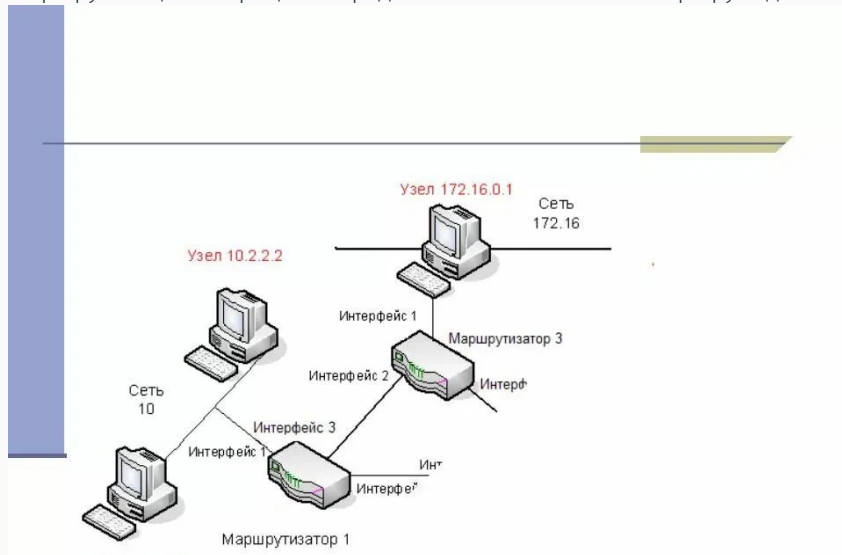 Узел 172.16.0.1
Сеть
172.16
Узел 10.2.2.2
Интерфейс 1
Маршрутизатор 3
Интерфейс 2
Сеть
10
Интерфейс 3
Интерфейс 1
Маршрутизатор 1